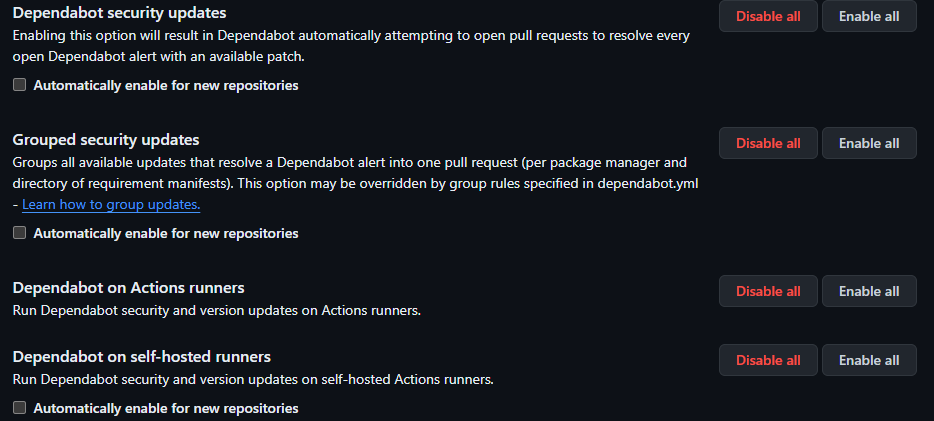 Dependabot security updates
Disable all
Enable all
Enabling this option will result in Dependabot automatically attempting to open pull requests to resolve every
open Dependabot alert with an available patch.
Automatically enable for new repositories
Grouped security updates
Disable all
Enable all
Groups all available updates that resolve a Dependabot alert into one pull request (per package manager and
directory of requirement manifests). This option may be overridden by group rules specified in dependabot.yml
- Learn how to group updates.
Automatically enable for new repositories
Dependabot on Actions runners
Disable all
Enable all
Run Dependabot security and version updates on Actions runners.
Dependabot on self-hosted runners
Disable all
Enable all
Run Dependabot security and version updates on self-hosted Actions runners.
Automatically enable for new repositories